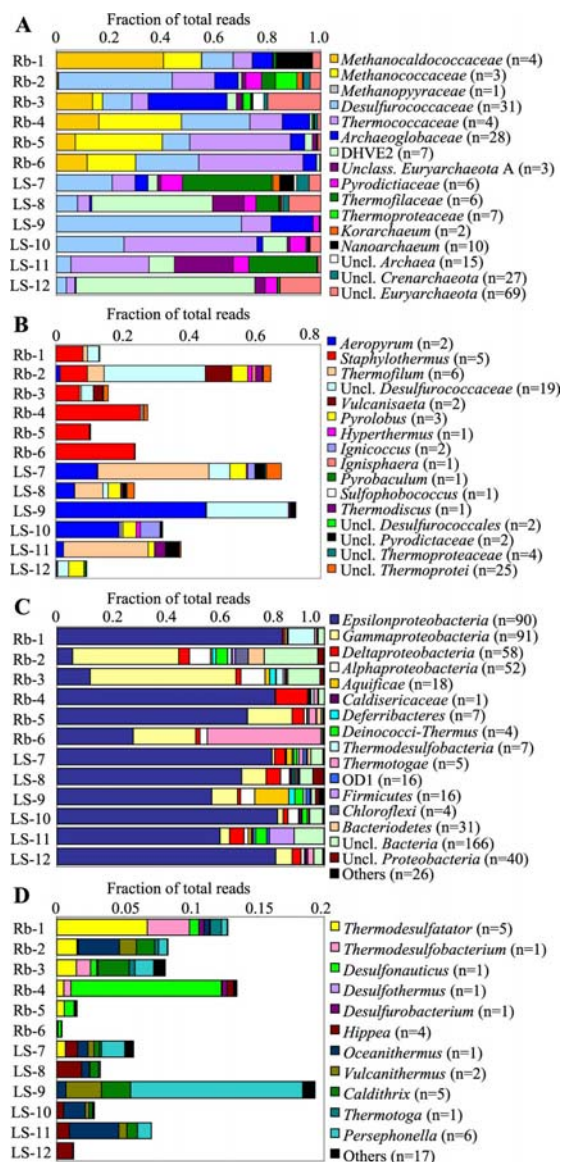 A
Fraction of total reads
0 0.2 0.4 0.6 0.8 1.0
Rb-1
Rb-2
Rb-3
Rb-4
Rb-5
Rb-6
LS-7
LS-8
LS-9
LS-10
LS-11
LS-12
Methanocaldococcaceae (n=4)
Methanococcaceae (n=3)
Methanopyraceae (n=1)
Desulfurococcaceae (n=31)
Thermococcaceae (n=4)
Archaeoglobaceae (n=28)
DHVE2 (n=7)
Unclass. Euryarchaeota A (n=3)
Pyrodictiaceae (n=6)
Thermofilaceae (n=6)
Thermoproteaceae (n=7)
Korarchaeum (n=2)
Nanoarchaeum (n=10)
Uncl. Archaea (n=15)
Uncl. Crenarchaeota (n=27)
Uncl. Euryarchaeota (n=69)
B
Fraction of total reads
0 0.2 0.4 0.6 0.8
Rb-1
Rb-2
Rb-3
Rb-4
Rb-5
Rb-6
LS-7
LS-8
LS-9
LS-10
LS-11
LS-12
Aeropyrum (n=2)
Staphylothermus (n=5)
Thermofilum (n=6)
Uncl. Desulfurococcaceae (n=19)
Vulcanisaeta (n=2)
Pyrolobus (n=3)
Hyperthermus (n=1)
Ignicoccus (n=2)
Ignisphaera (n=1)
Pyrobaculum (n=1)
Sulfophobococcus (n=1)
Thermodiscus (n=1)
Uncl. Desulfurococcales (n=2)
Uncl. Pyrodictaceae (n=2)
Uncl. Thermoproteaceae (n=4)
Uncl. Thermoprotei (n=25)
C
Fraction of total reads
0 0.2 0.4 0.6 0.8 1.0
Rb-1
Rb-2
Rb-3
Rb-4
Rb-5
Rb-6
LS-7
LS-8
LS-9
LS-10
LS-11
LS-12
Epsilonproteobacteria (n=90)
Gammaproteobacteria (n=91)
Deltaproteobacteria (n=58)
Alphaproteobacteria (n=52)
Aquificae (n=18)
Caldisericaceae (n=1)
Deferribacteres (n=7)
Deinococci-Thermus (n=4)
Thermodesulfobacteria (n=7)
Thermotogae (n=5)
OD1 (n=16)
Firmicutes (n=16)
Chloroflexi (n=4)
Bacteriodetes (n=31)
Uncl. Bacteria (n=166)
Uncl. Proteobacteria (n=40)
Others (n=26)
D
Fraction of total reads
0 0.05 0.1 0.15 0.2
Rb-1
Rb-2
Rb-3
Rb-4
Rb-5
Rb-6
LS-7
LS-8
LS-9
LS-10
LS-11
LS-12
Thermodesulfatator (n=5)
Thermodesulfobacterium (n=1)
Desulfonauticus (n=1)
Desulfothermus (n=1)
Desulfurobacterium (n=1)
Hippea (n=4)
Oceanithermus (n=1)
Vulcanithermus (n=2)
Caldithrix (n=5)
Thermotoga (n=1)
Persephonella (n=6)
Others (n=17)